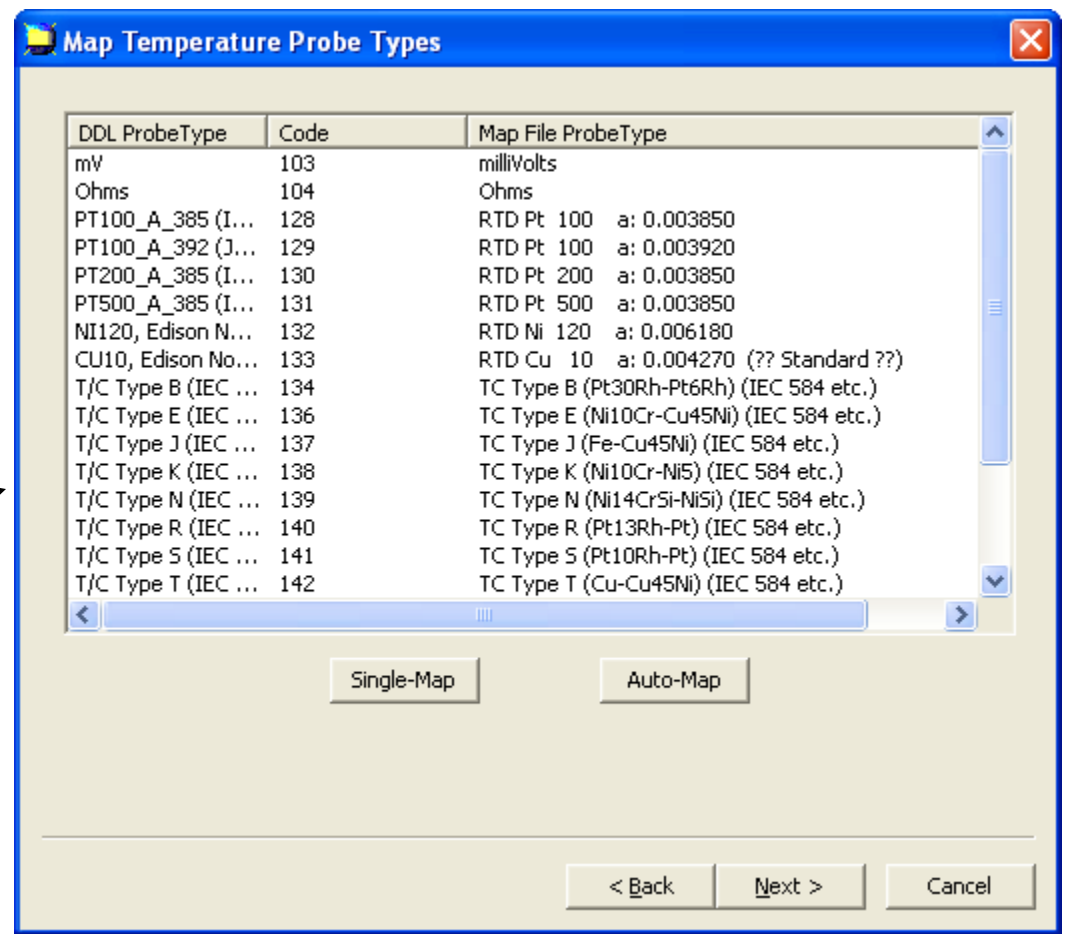 Map Temperature Probe Types
DDL ProbeType Code Map File ProbeType
mV 103 milliVolts
Ohms 104 Ohms
PT100_A_385 (I... 128 RTD Pt 100 a: 0.003850
PT100_A_392 (J... 129 RTD Pt 100 a: 0.003920
PT200_A_385 (I... 130 RTD Pt 200 a: 0.003850
PT500_A_385 (I... 131 RTD Pt 500 a: 0.003850
NI120, Edison N... 132 RTD Ni 120 a: 0.006180
CU10, Edison No... 133 RTD Cu 10 a: 0.004270 (?? Standard ??)
T/C Type B (IEC ... 134 TC Type B (Pt30Rh-Pt6Rh) (IEC 584 etc.)
T/C Type E (IEC ... 136 TC Type E (Ni10Cr-Cu45Ni) (IEC 584 etc.)
T/C Type J (IEC ... 137 TC Type J (Fe-Cu45Ni) (IEC 584 etc.)
T/C Type K (IEC ... 138 TC Type K (Ni10Cr-Ni5) (IEC 584 etc.)
T/C Type N (IEC ... 139 TC Type N (Ni14CrSi-NiSi) (IEC 584 etc.)
T/C Type R (IEC ... 140 TC Type R (Pt13Rh-Pt) (IEC 584 etc.)
T/C Type S (IEC ... 141 TC Type S (Pt10Rh-Pt) (IEC 584 etc.)
T/C Type T (IEC ... 142 TC Type T (Cu-Cu45Ni) (IEC 584 etc.)
Single-Map Auto-Map
< Back Next > Cancel